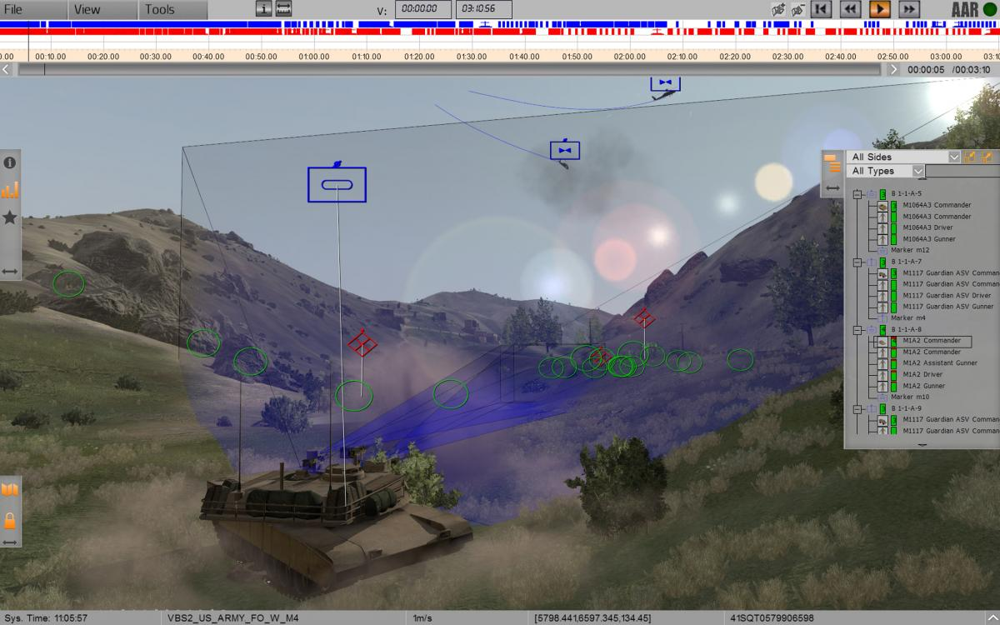 File View Tools V: 00:00.00 03:10.56 AAR
00:10.00 00:20.00 00:30.00 00:40.00 00:50.00 01:00.00 01:10.00 01:20.00 01:30.00 01:40.00 01:50.00 02:00.00 02:10.00 02:20.00 02:30.00 02:40.00 02:50.00 03:00.00
00:00:05 /00:03:10
All Sides
All Types
B 1-1-A-5
M1064A3 Commander
M1064A3 Commander
M1064A3 Driver
M1064A3 Gunner
Marker m12
B 1-1-A-7
M1117 Guardian ASV Comman
M1117 Guardian ASV Comman
M1117 Guardian ASV Driver
M1117 Guardian ASV Gunner
Marker m4
B 1-1-A-8
M1A2 Commander
M1A2 Commander
M1A2 Assistant Gunner
M1A2 Driver
M1A2 Gunner
Marker m10
B 1-1-A-9
M1117 Guardian ASV Comman
M1117 Guardian ASV Comman
Sys. Time: 11:05:57 VBS2_US_ARMY_FO_W_M4 1m/s [5798.441,6597.345,134.45] 41SQT0579906598